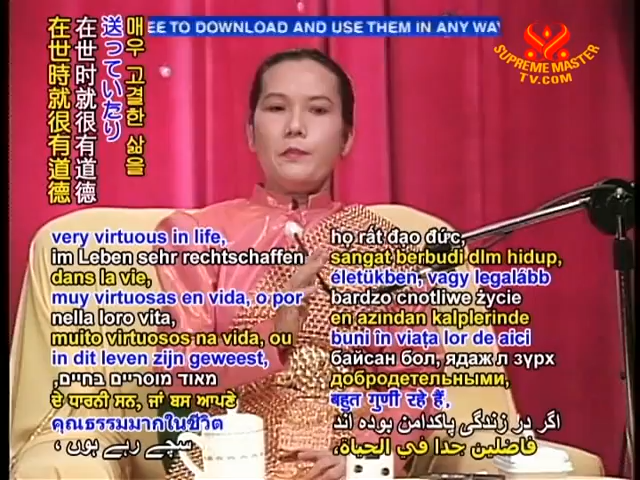 EE TO DOWNLOAD AND USE THEM IN ANY WAY
SUPREME MASTER
TV.COM
매우 고결한 삶을
送っていたり
在世时就很有道德
在世時就很有道德
very virtuous in life,
im Leben sehr rechtschaffen
dans la vie,
muy virtuosas en vida, o por
nella loro vita,
muito virtuosos na vida, ou
in dit leven zijn geweest,
מאוד מוסריים בחיים,
ਦੇ ਧਾਰਨੀ ਸਨ, ਜਾਂ ਬਸ ਆਪਣੇ
คุณธรรมมากในชีวิต
سچے رہے ہوں ،
họ rất đạo đức,
sangat berbudi dlm hidup,
életükben, vagy legalább
bardzo cnotliwe życie
en azından kalplerinde
buni în viaţa lor de aici
байсан бол, ядаж л зүрх
добродетельными,
बहुत गुणी रहे हैं,
اگر در زندگی پاکدامن بوده اند
فاضلين جدا في الحياة،